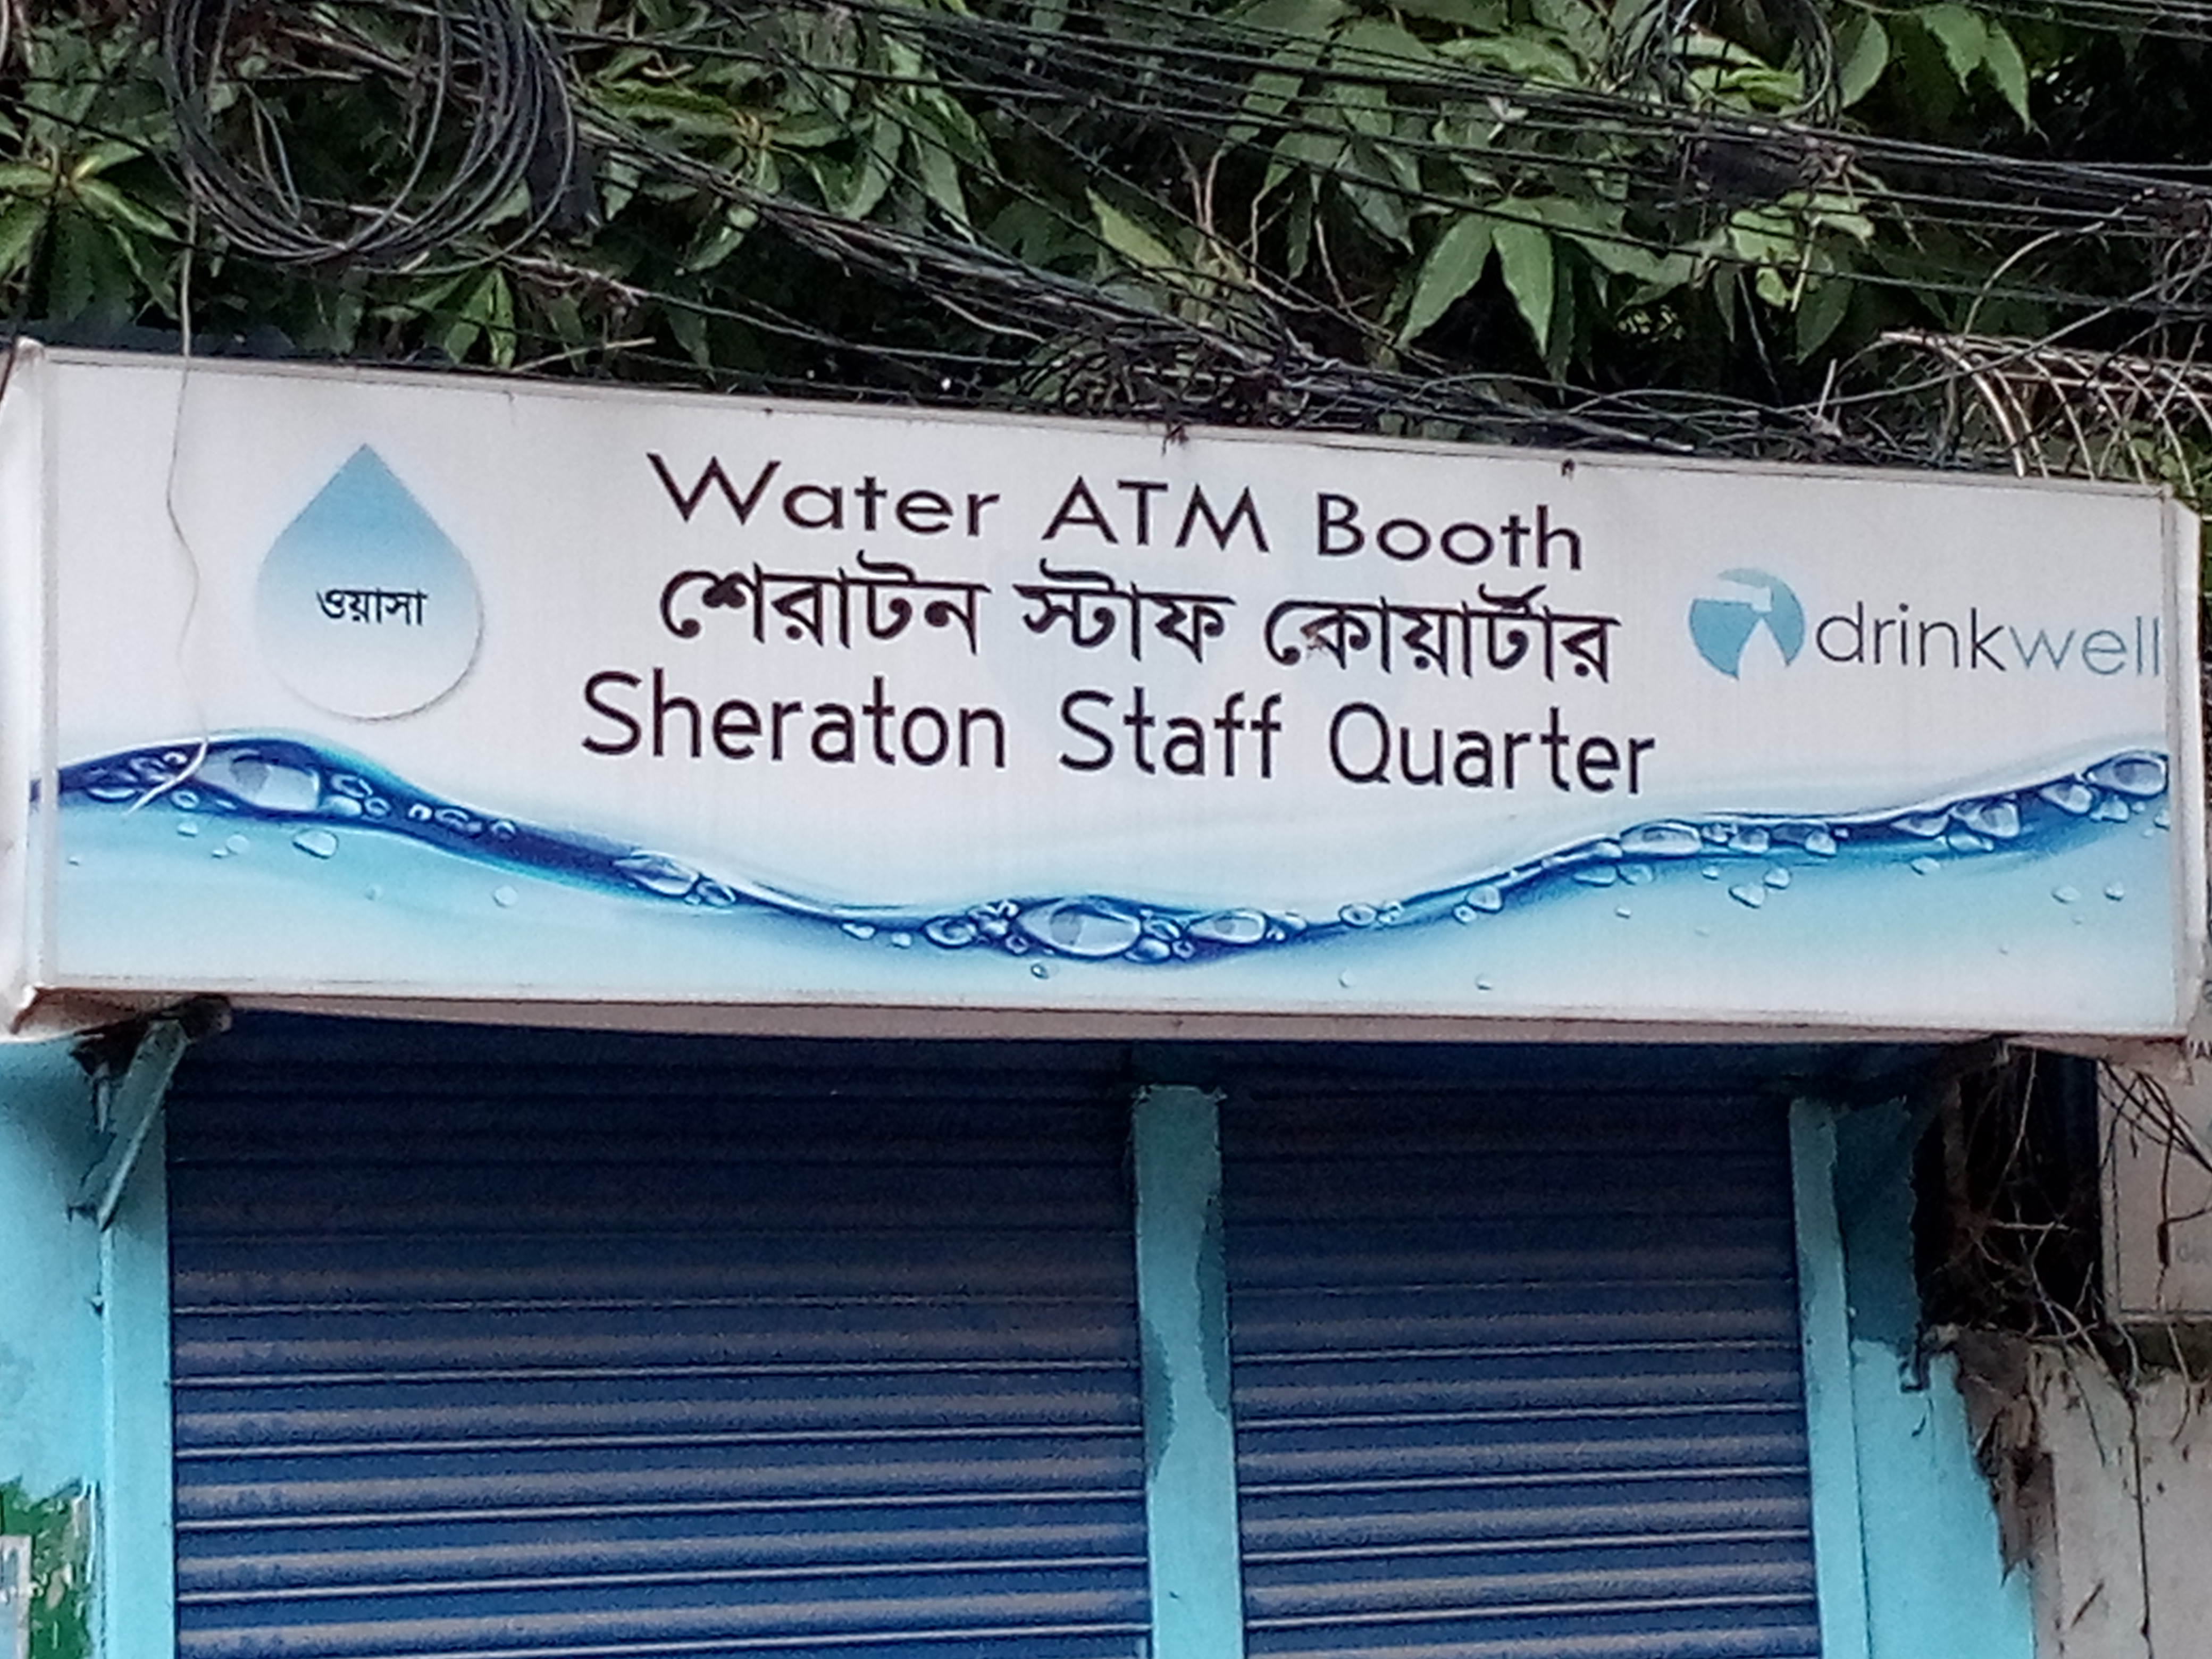 Water ATM Booth
ওয়াসা
শেরাটন স্টাফ কোয়ার্টার
drinkwell
Sheraton Staff Quarter